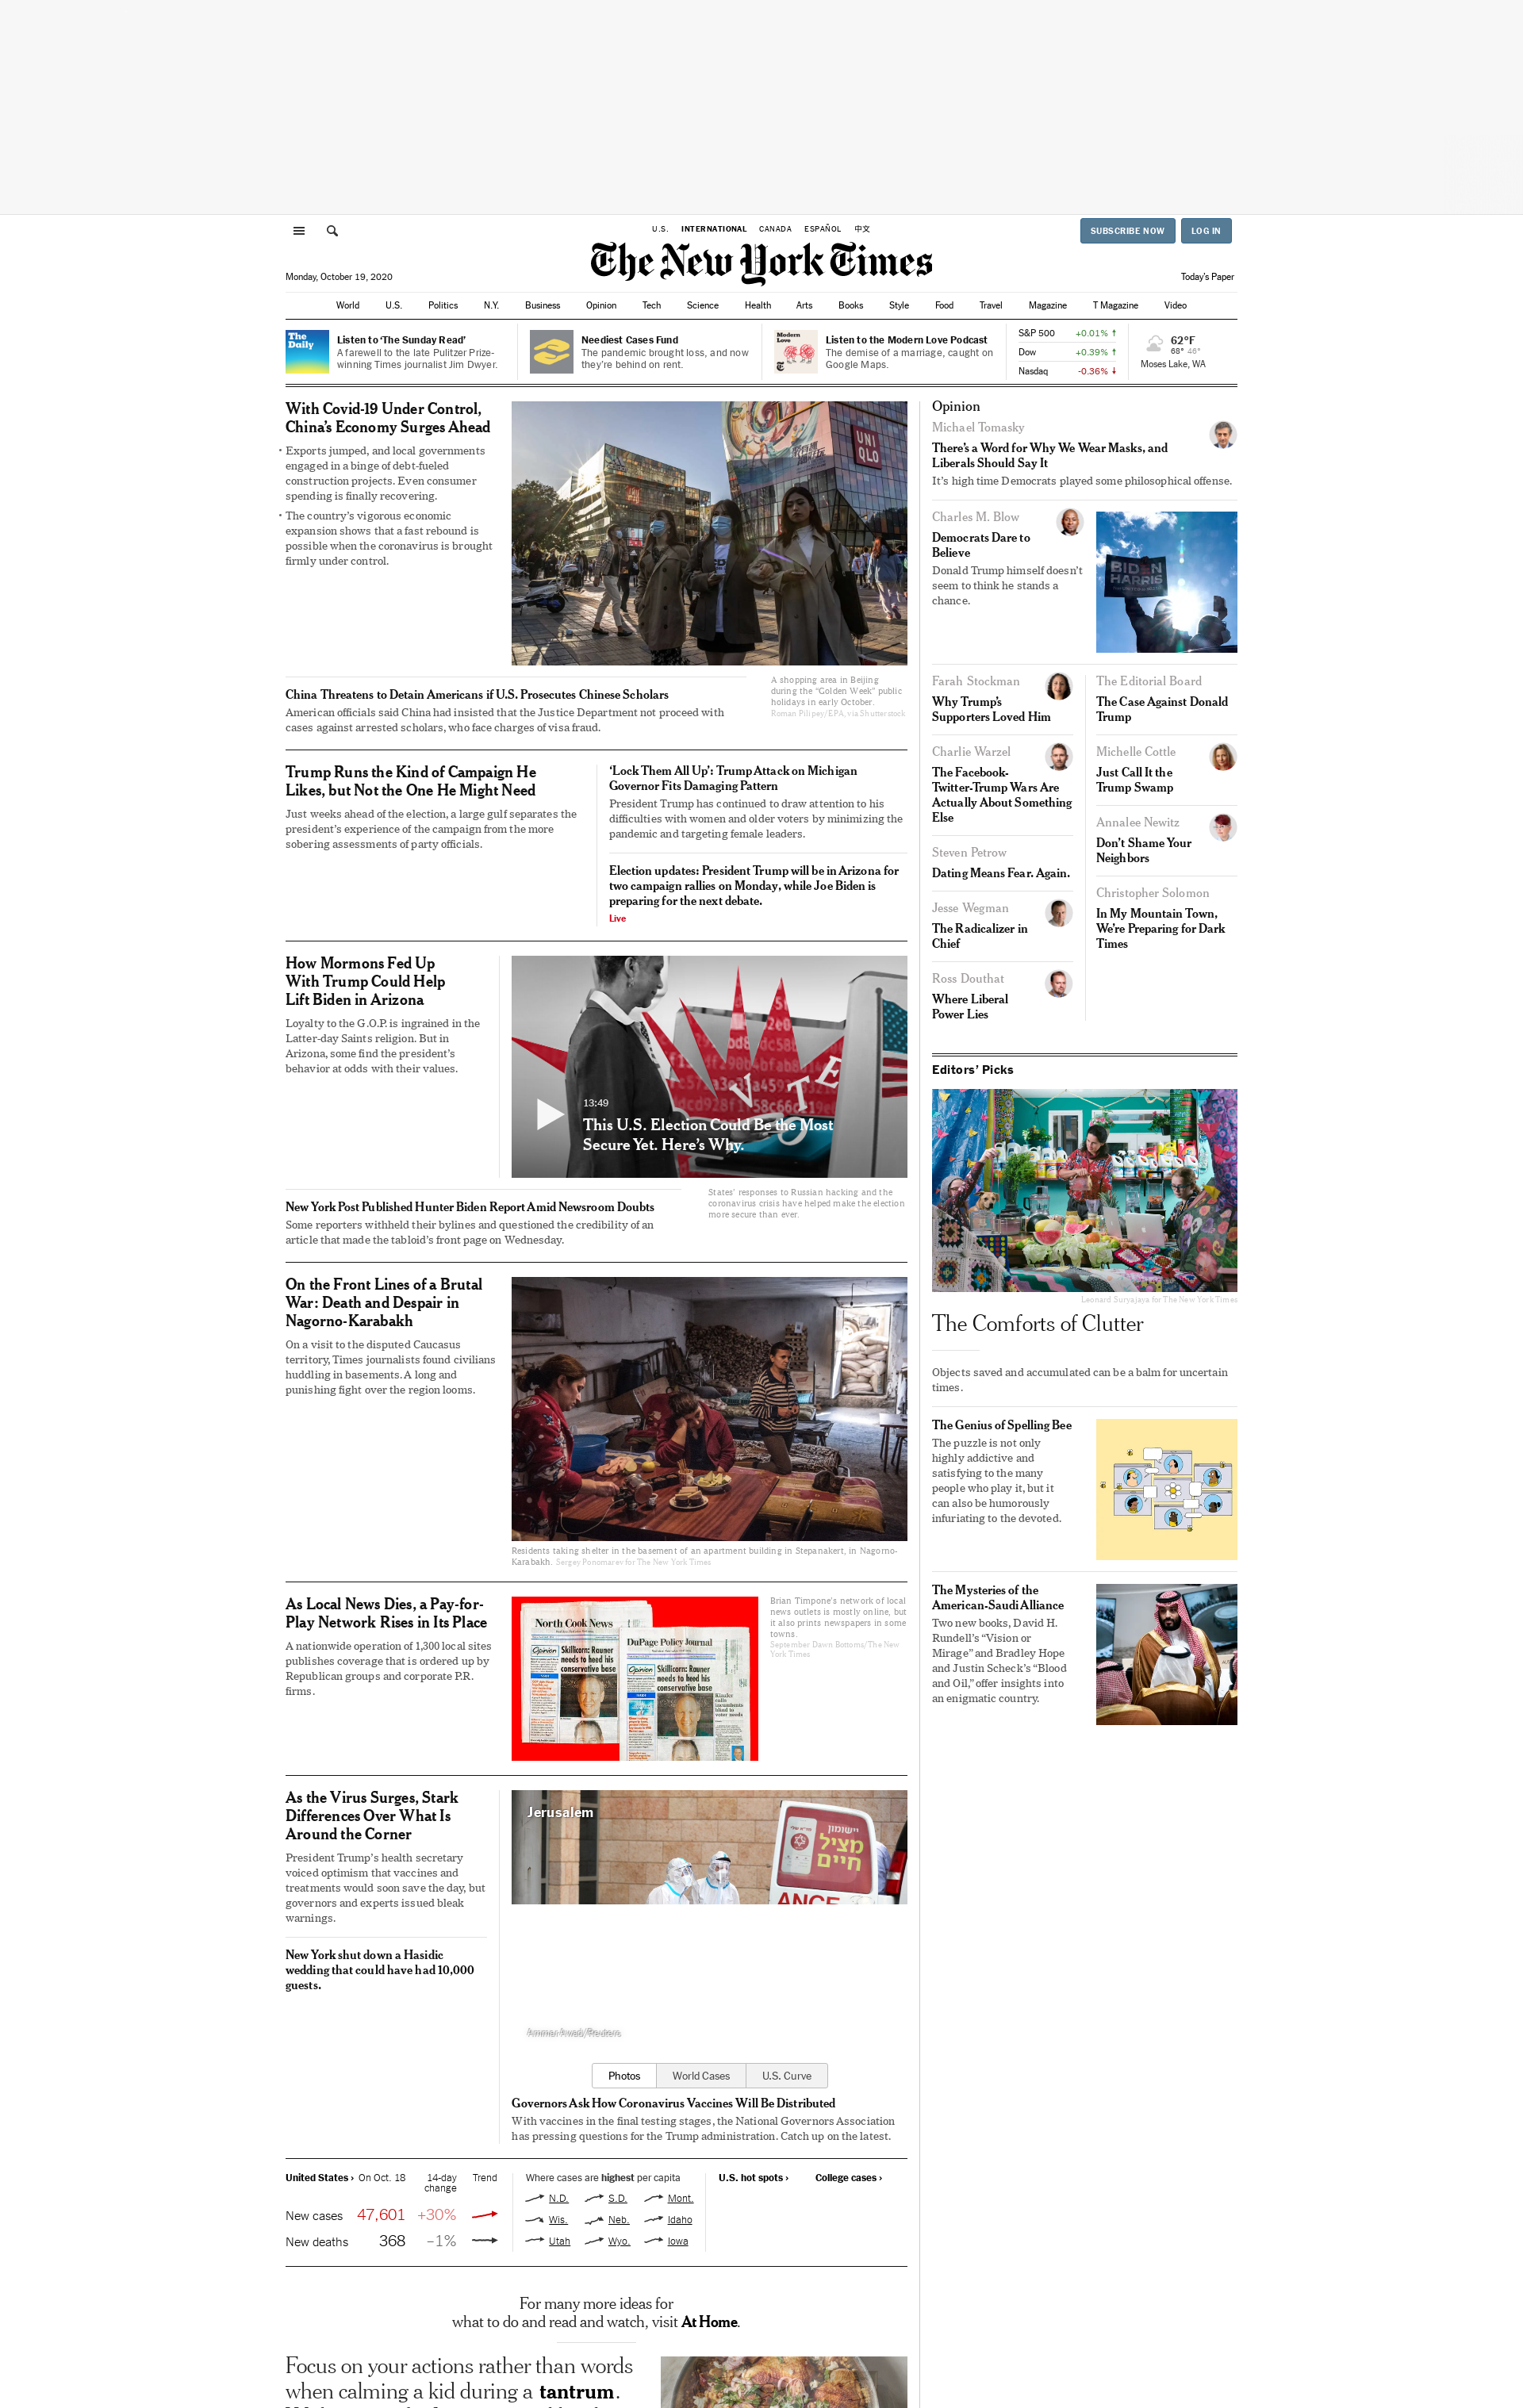 U.S. INTERNATIONAL CANADA ESPAÑOL 中文
SUBSCRIBE NOW LOG IN
The New York Times
Monday, October 19, 2020
Today's Paper
World U.S. Politics N.Y. Business Opinion Tech Science Health Arts Books Style Food Travel Magazine T Magazine Video
The Daily
Listen to ‘The Sunday Read’
A farewell to the late Pulitzer Prize-
winning Times journalist Jim Dwyer.
Neediest Cases Fund
The pandemic brought loss, and now
they’re behind on rent.
Modern Love
Listen to the Modern Love Podcast
The demise of a marriage, caught on
Google Maps.
S&P 500 +0.01%
Dow +0.39%
Nasdaq -0.36%
62°F
68° 46°
Moses Lake, WA
With Covid-19 Under Control,
China’s Economy Surges Ahead
• Exports jumped, and local governments
engaged in a binge of debt-fueled
construction projects. Even consumer
spending is finally recovering.
• The country’s vigorous economic
expansion shows that a fast rebound is
possible when the coronavirus is brought
firmly under control.
UNI
QLO
A shopping area in Beijing
during the “Golden Week” public
holidays in early October.
Roman Pilipey/EPA, via Shutterstock
China Threatens to Detain Americans if U.S. Prosecutes Chinese Scholars
American officials said China had insisted that the Justice Department not proceed with
cases against arrested scholars, who face charges of visa fraud.
Trump Runs the Kind of Campaign He
Likes, but Not the One He Might Need
Just weeks ahead of the election, a large gulf separates the
president’s experience of the campaign from the more
sobering assessments of party officials.
‘Lock Them All Up’: Trump Attack on Michigan
Governor Fits Damaging Pattern
President Trump has continued to draw attention to his
difficulties with women and older voters by minimizing the
pandemic and targeting female leaders.
Election updates: President Trump will be in Arizona for
two campaign rallies on Monday, while Joe Biden is
preparing for the next debate.
Live
How Mormons Fed Up
With Trump Could Help
Lift Biden in Arizona
Loyalty to the G.O.P. is ingrained in the
Latter-day Saints religion. But in
Arizona, some find the president’s
behavior at odds with their values.
VOTE
13:49
This U.S. Election Could Be the Most
Secure Yet. Here’s Why.
States’ responses to Russian hacking and the
coronavirus crisis have helped make the election
more secure than ever.
New York Post Published Hunter Biden Report Amid Newsroom Doubts
Some reporters withheld their bylines and questioned the credibility of an
article that made the tabloid’s front page on Wednesday.
On the Front Lines of a Brutal
War: Death and Despair in
Nagorno-Karabakh
On a visit to the disputed Caucasus
territory, Times journalists found civilians
huddling in basements. A long and
punishing fight over the region looms.
Residents taking shelter in the basement of an apartment building in Stepanakert, in Nagorno-
Karabakh. Sergey Ponomarev for The New York Times
As Local News Dies, a Pay-for-
Play Network Rises in Its Place
A nationwide operation of 1,300 local sites
publishes coverage that is ordered up by
Republican groups and corporate P.R.
firms.
North Cook News
Opinion
Skillicorn: Rauner
needs to heed his
conservative base
DuPage Policy Journal
Opinion
Skillicorn: Rauner
needs to heed his
conservative base
Brian Timpone’s network of local
news outlets is mostly online, but
it also prints newspapers in some
towns.
September Dawn Bottoms/The New
York Times
As the Virus Surges, Stark
Differences Over What Is
Around the Corner
President Trump’s health secretary
voiced optimism that vaccines and
treatments would soon save the day, but
governors and experts issued bleak
warnings.
New York shut down a Hasidic
wedding that could have had 10,000
guests.
Jerusalem
מציל
חיים
Ammar Awad/Reuters
Photos World Cases U.S. Curve
Governors Ask How Coronavirus Vaccines Will Be Distributed
With vaccines in the final testing stages, the National Governors Association
has pressing questions for the Trump administration. Catch up on the latest.
United States › On Oct. 18 14-day change Trend
New cases 47,601 +30%
New deaths 368 –1%
Where cases are highest per capita
N.D. S.D. Mont.
Wis. Neb. Idaho
Utah Wyo. Iowa
U.S. hot spots › College cases ›
For many more ideas for
what to do and read and watch, visit At Home.
Focus on your actions rather than words
when calming a kid during a tantrum.
Opinion
Michael Tomasky
There’s a Word for Why We Wear Masks, and
Liberals Should Say It
It’s high time Democrats played some philosophical offense.
Charles M. Blow
Democrats Dare to
Believe
Donald Trump himself doesn’t
seem to think he stands a
chance.
BIDEN
HARRIS
Farah Stockman
Why Trump’s
Supporters Loved Him
Charlie Warzel
The Facebook-
Twitter-Trump Wars Are
Actually About Something
Else
Steven Petrow
Dating Means Fear. Again.
Jesse Wegman
The Radicalizer in
Chief
Ross Douthat
Where Liberal
Power Lies
The Editorial Board
The Case Against Donald
Trump
Michelle Cottle
Just Call It the
Trump Swamp
Annalee Newitz
Don’t Shame Your
Neighbors
Christopher Solomon
In My Mountain Town,
We’re Preparing for Dark
Times
Editors’ Picks
Leonard Suryajaya for The New York Times
The Comforts of Clutter
Objects saved and accumulated can be a balm for uncertain
times.
The Genius of Spelling Bee
The puzzle is not only
highly addictive and
satisfying to the many
people who play it, but it
can also be humorously
infuriating to the devoted.
The Mysteries of the
American-Saudi Alliance
Two new books, David H.
Rundell’s “Vision or
Mirage” and Bradley Hope
and Justin Scheck’s “Blood
and Oil,” offer insights into
an enigmatic country.